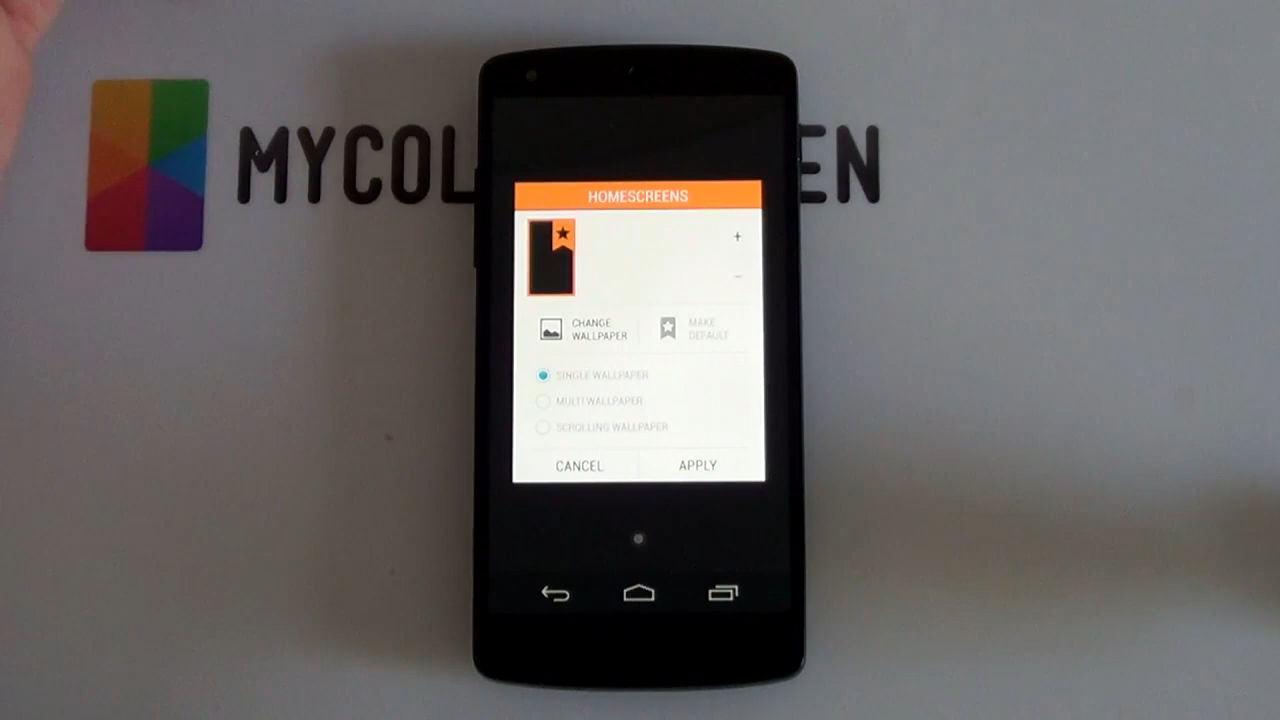 MYCOL
EN
HOMESCREENS
+
−
CHANGE
WALLPAPER
MAKE
DEFAULT
SINGLE WALLPAPER
MULTI WALLPAPER
SCROLLING WALLPAPER
CANCEL
APPLY